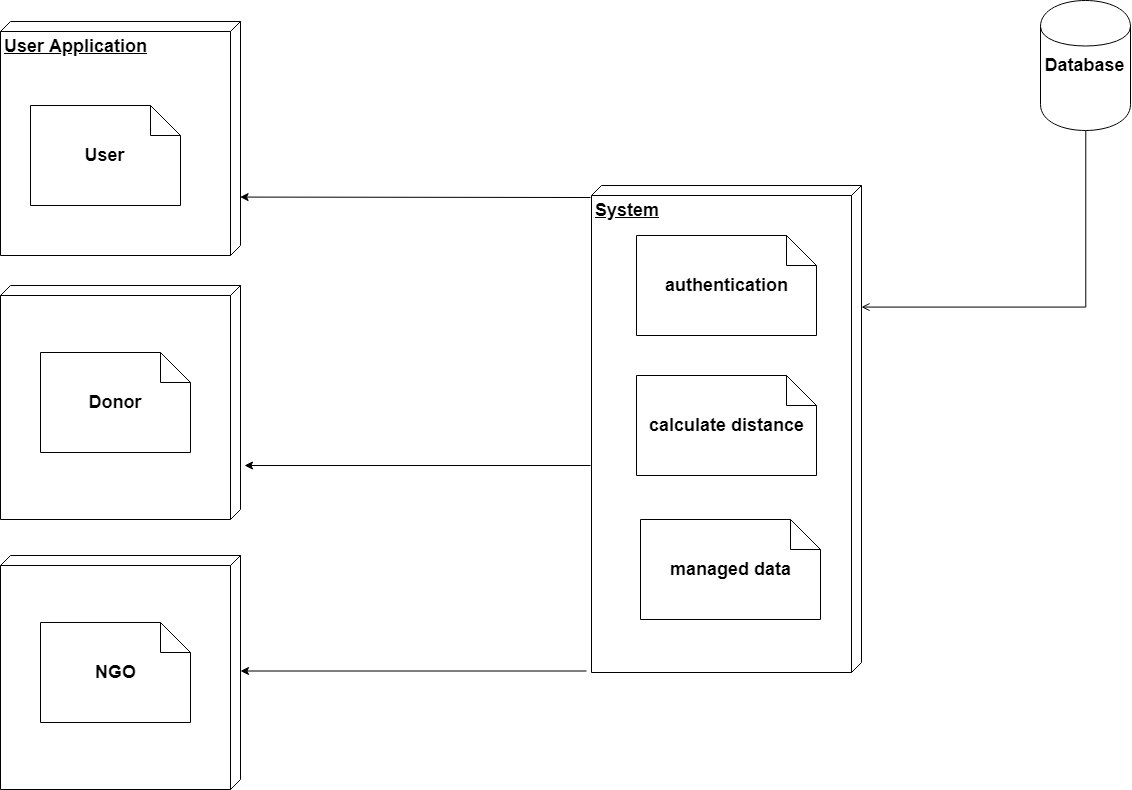 User Application
User
Donor
NGO
System
authentication
calculate distance
managed data
Database